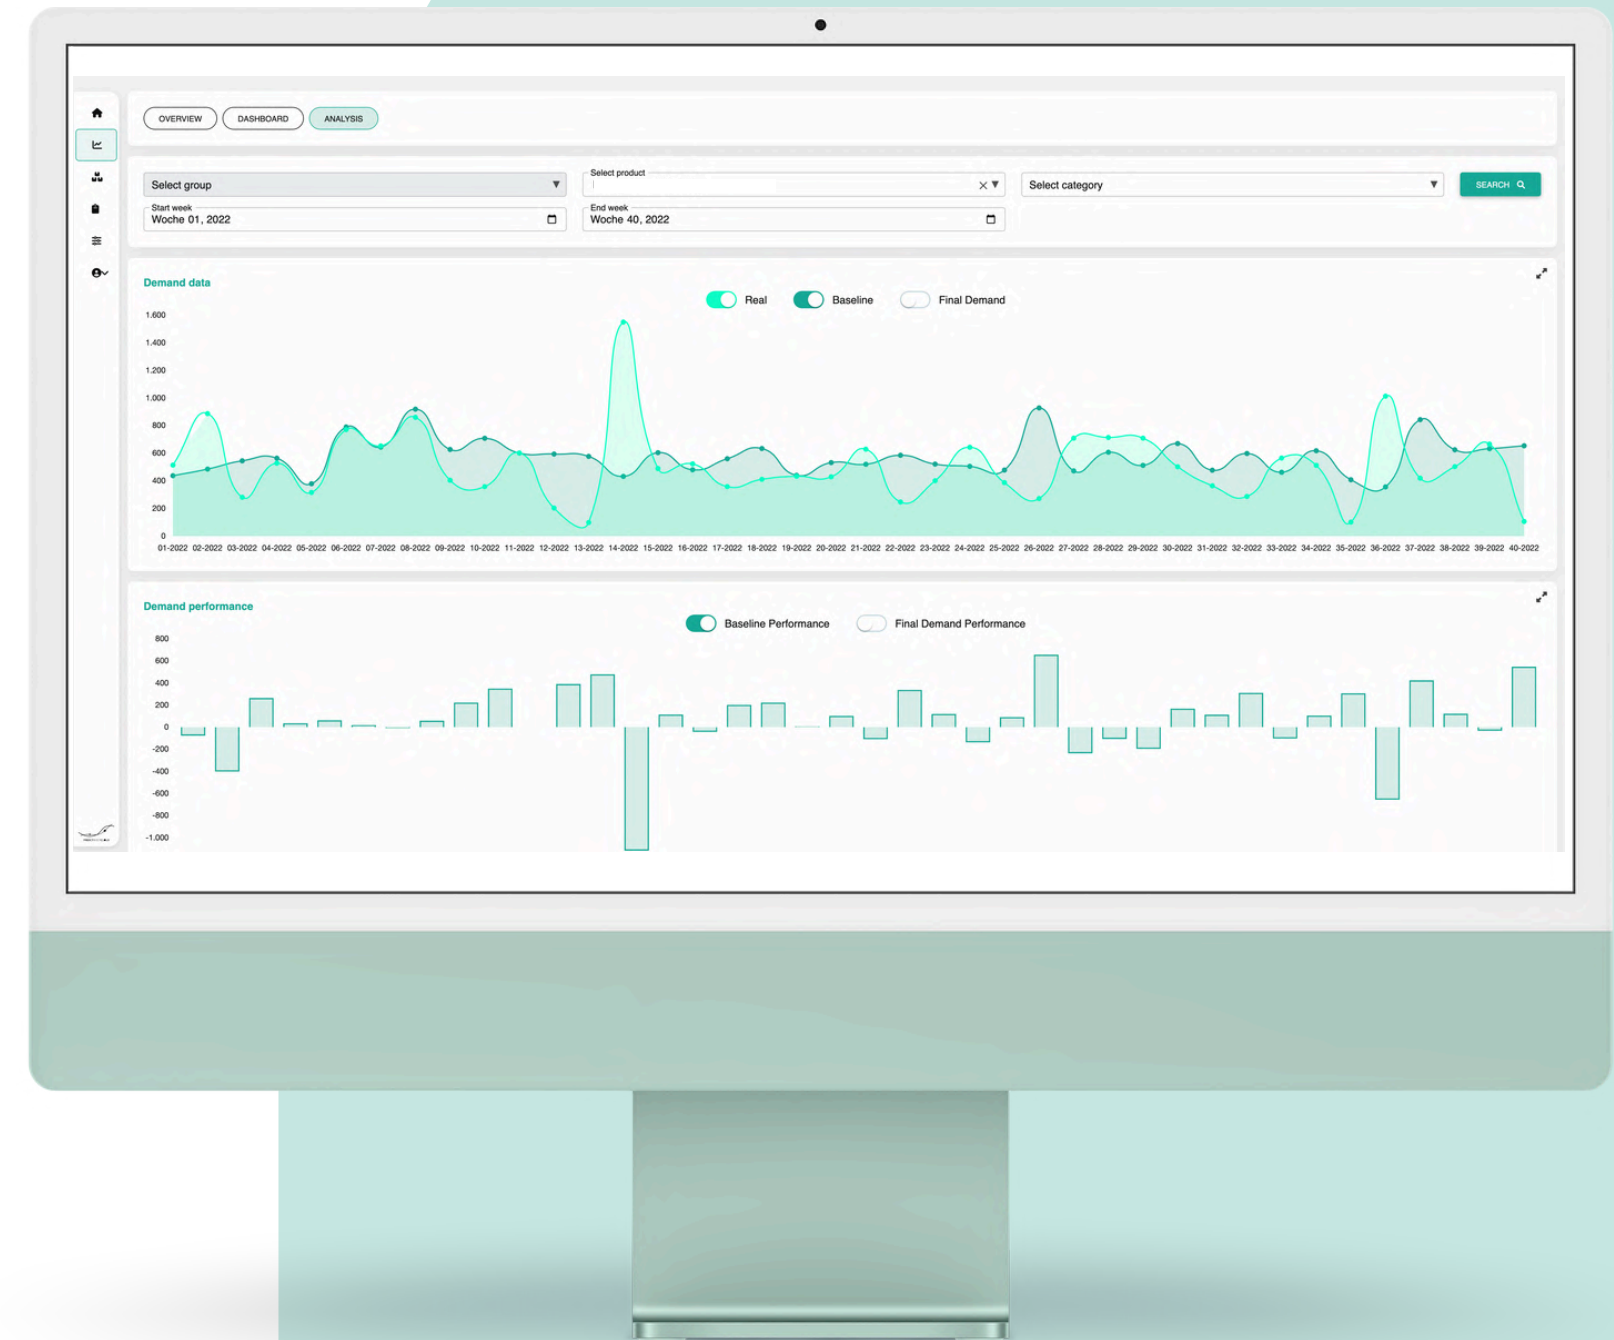 OVERVIEW DASHBOARD ANALYSIS
Select group
Select product
Select category
SEARCH
Start week
Woche 01, 2022
End week
Woche 40, 2022
Demand data
Real Baseline Final Demand
1.600
1.400
1.200
1.000
800
600
400
200
0
01-2022 02-2022 03-2022 04-2022 05-2022 06-2022 07-2022 08-2022 09-2022 10-2022 11-2022 12-2022 13-2022 14-2022 15-2022 16-2022 17-2022 18-2022 19-2022 20-2022 21-2022 22-2022 23-2022 24-2022 25-2022 26-2022 27-2022 28-2022 29-2022 30-2022 31-2022 32-2022 33-2022 34-2022 35-2022 36-2022 37-2022 38-2022 39-2022 40-2022
Demand performance
Baseline Performance Final Demand Performance
800
600
400
200
0
-200
-400
-600
-800
-1.000